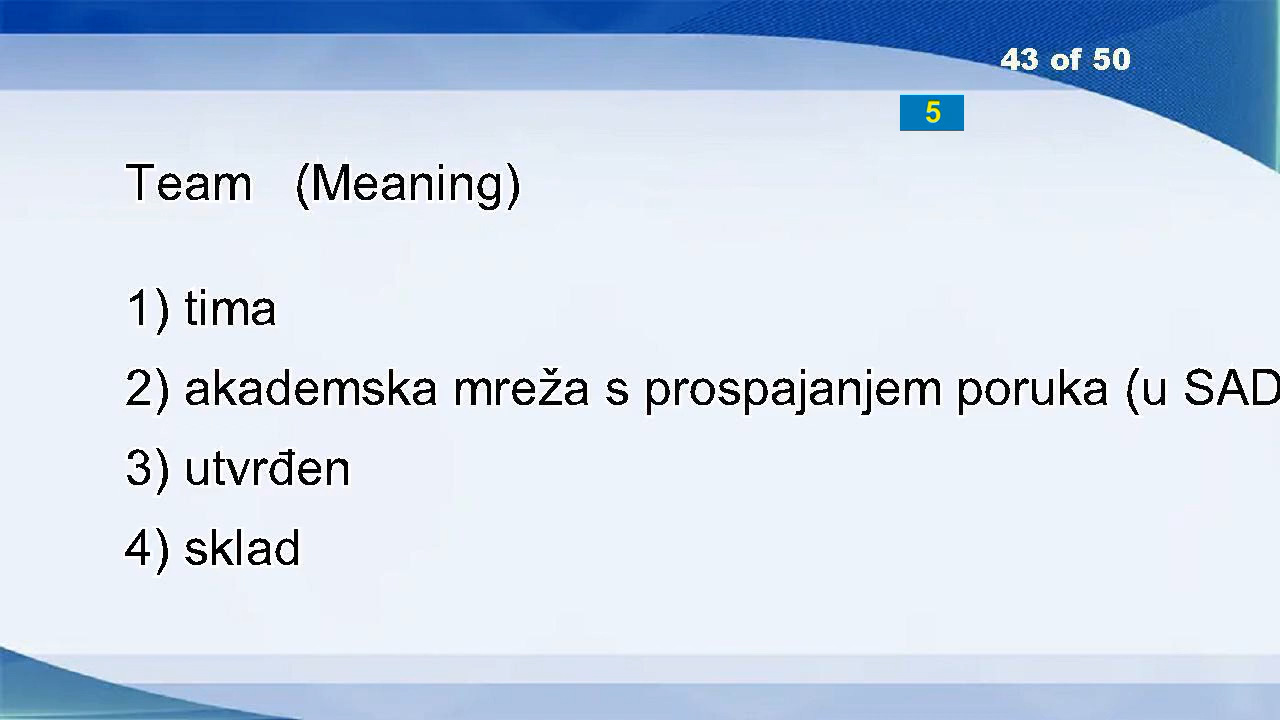 43 of 50
5
Team (Meaning)
1) tima
2) akademska mreža s prospajanjem poruka (u SAD
3) utvrđen
4) sklad